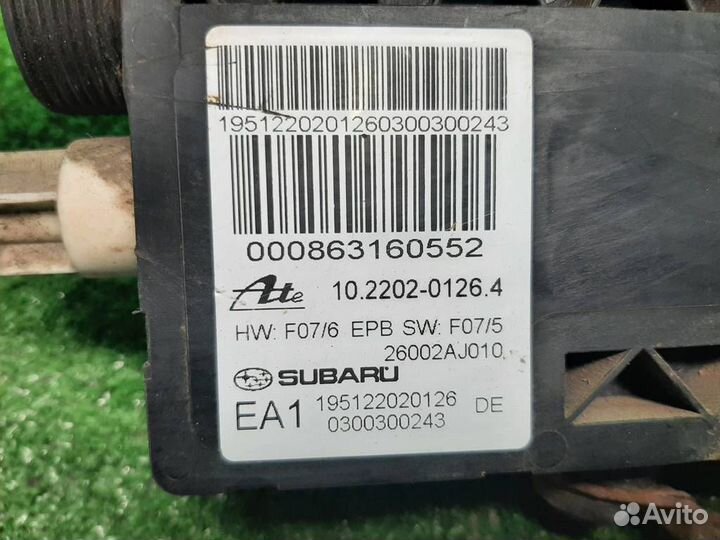 1951220201260300300243
000863160552
Ate 10.2202-0126.4
HW: F07/6 EPB SW: F07/5
26002AJ010
SUBARU
EA1 195122020126 DE
0300300243
Avito